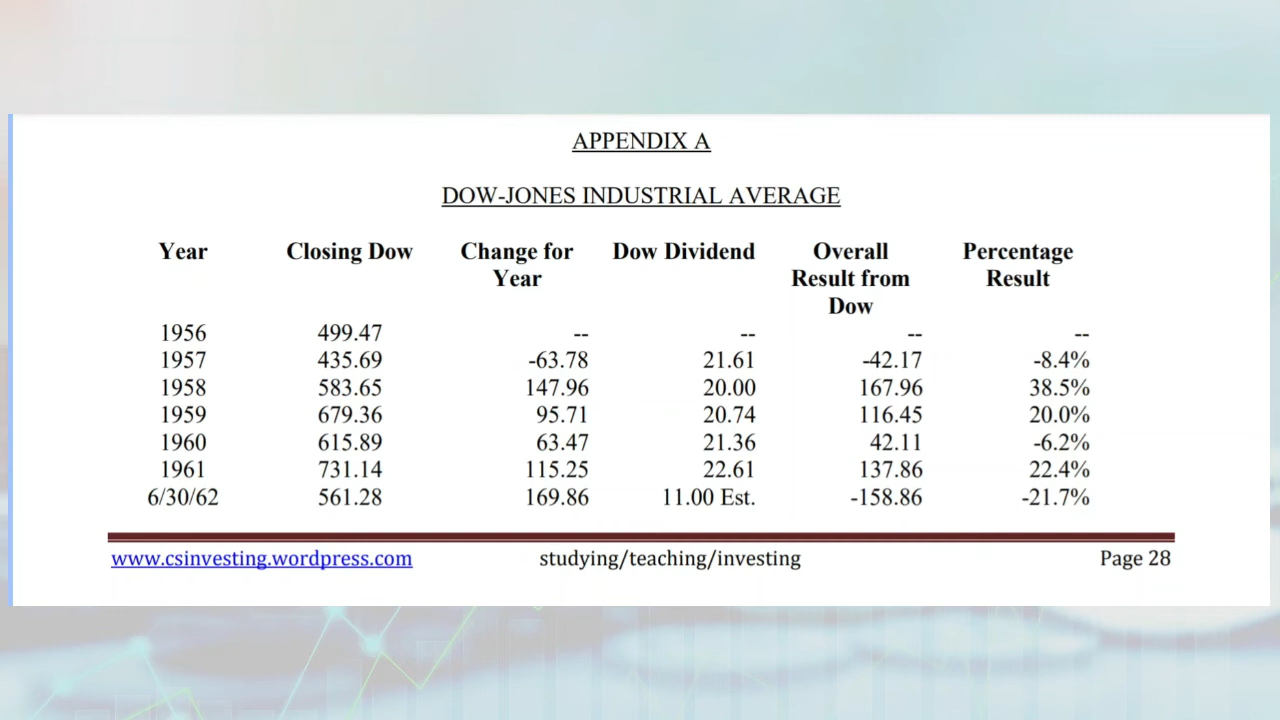 APPENDIX A
DOW-JONES INDUSTRIAL AVERAGE
Year Closing Dow Change for Year Dow Dividend Overall Result from Dow Percentage Result
1956 499.47 -- -- -- --
1957 435.69 -63.78 21.61 -42.17 -8.4%
1958 583.65 147.96 20.00 167.96 38.5%
1959 679.36 95.71 20.74 116.45 20.0%
1960 615.89 63.47 21.36 42.11 -6.2%
1961 731.14 115.25 22.61 137.86 22.4%
6/30/62 561.28 169.86 11.00 Est. -158.86 -21.7%
www.csinvesting.wordpress.com studying/teaching/investing Page 28